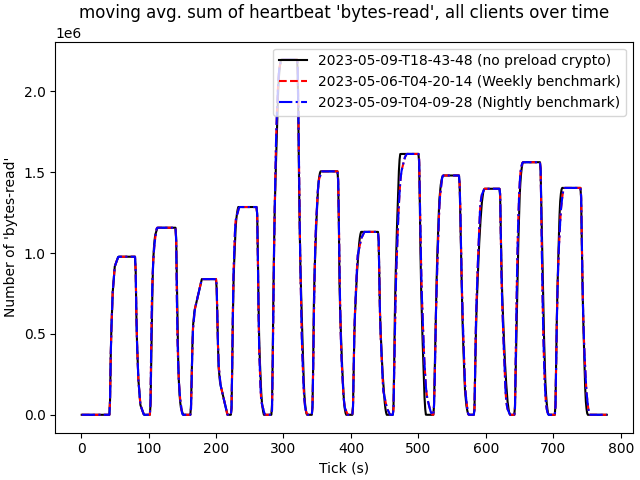 moving avg. sum of heartbeat 'bytes-read', all clients over time
1e6
2023-05-09-T18-43-48 (no preload crypto)
2023-05-06-T04-20-14 (Weekly benchmark)
2023-05-09-T04-09-28 (Nightly benchmark)
Number of 'bytes-read'
2.0
1.5
1.0
0.5
0.0
0 100 200 300 400 500 600 700 800
Tick (s)